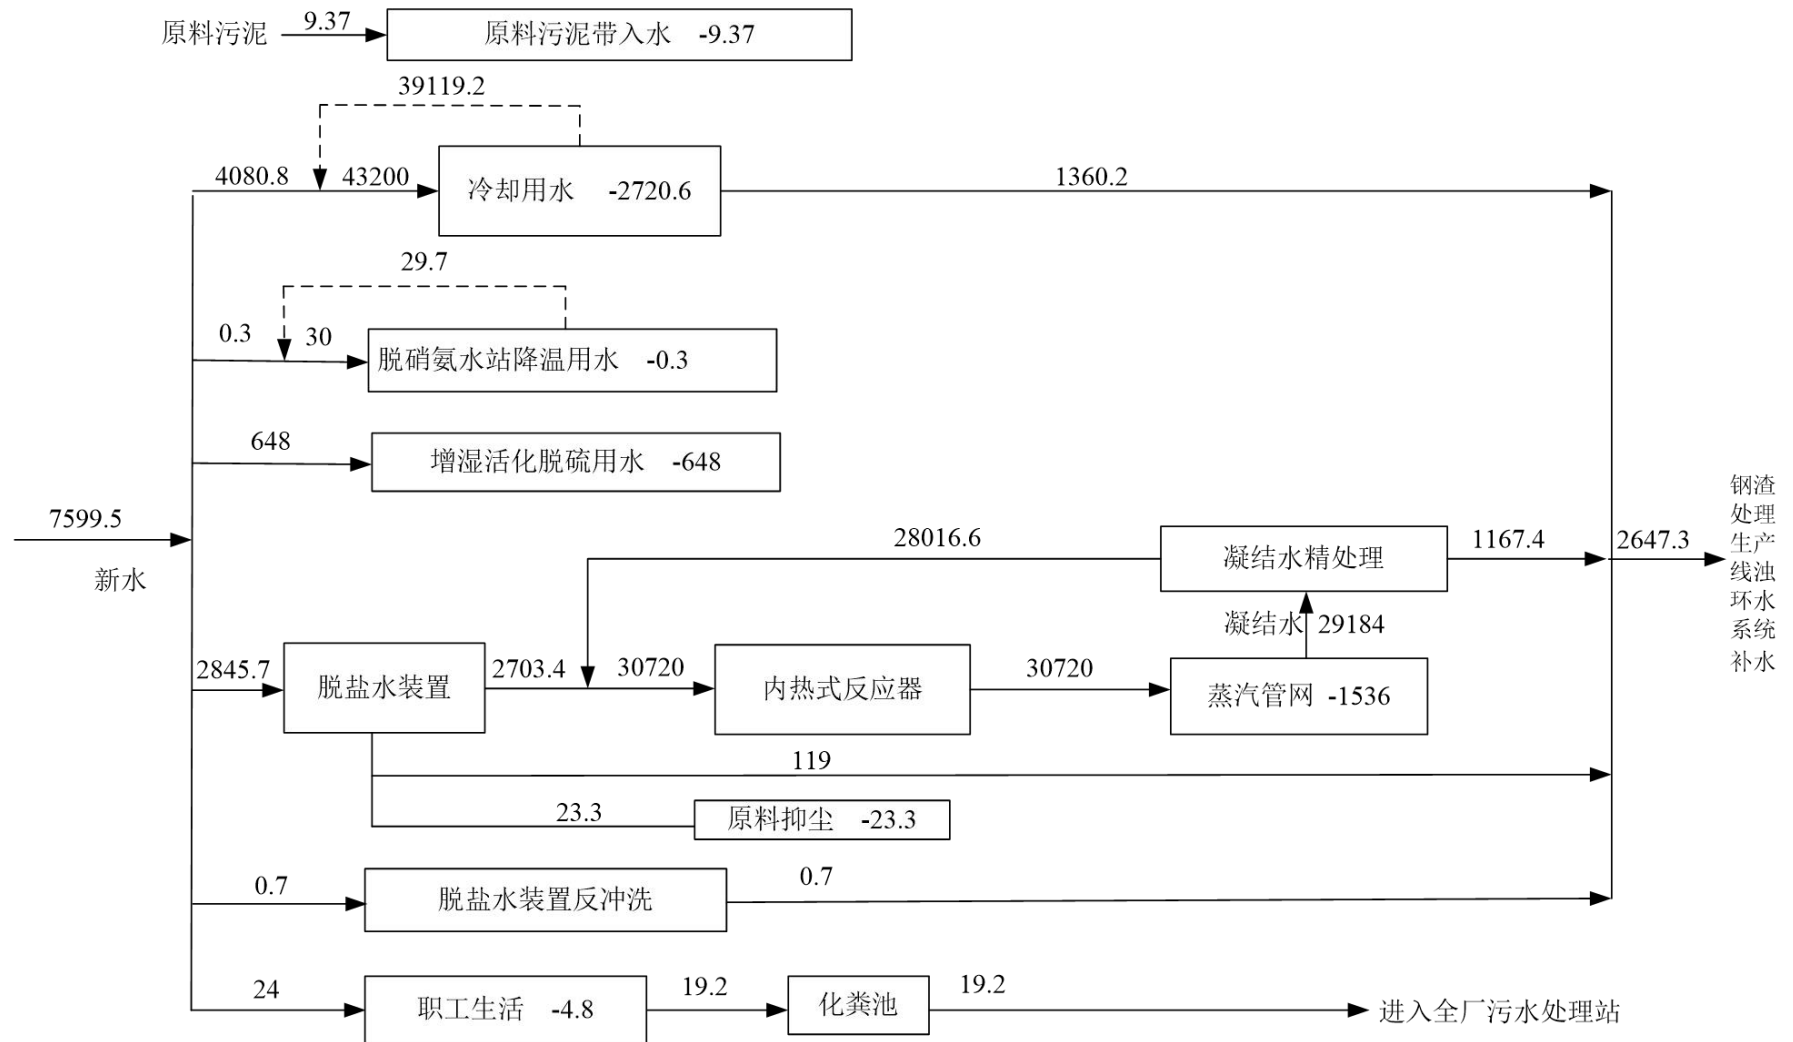 原料污泥
9.37
原料污泥带入水 -9.37
39119.2
4080.8
43200
冷却用水 -2720.6
1360.2
29.7
0.3
30
脱硝氨水站降温用水 -0.3
648
增湿活化脱硫用水 -648
7599.5
新水
28016.6
凝结水精处理
1167.4
2647.3
钢渣
处理
生产
线浊
环水
系统
补水
凝结水
29184
2845.7
脱盐水装置
2703.4
30720
内热式反应器
30720
蒸汽管网 -1536
119
23.3
原料抑尘 -23.3
0.7
脱盐水装置反冲洗
0.7
24
职工生活 -4.8
19.2
化粪池
19.2
进入全厂污水处理站